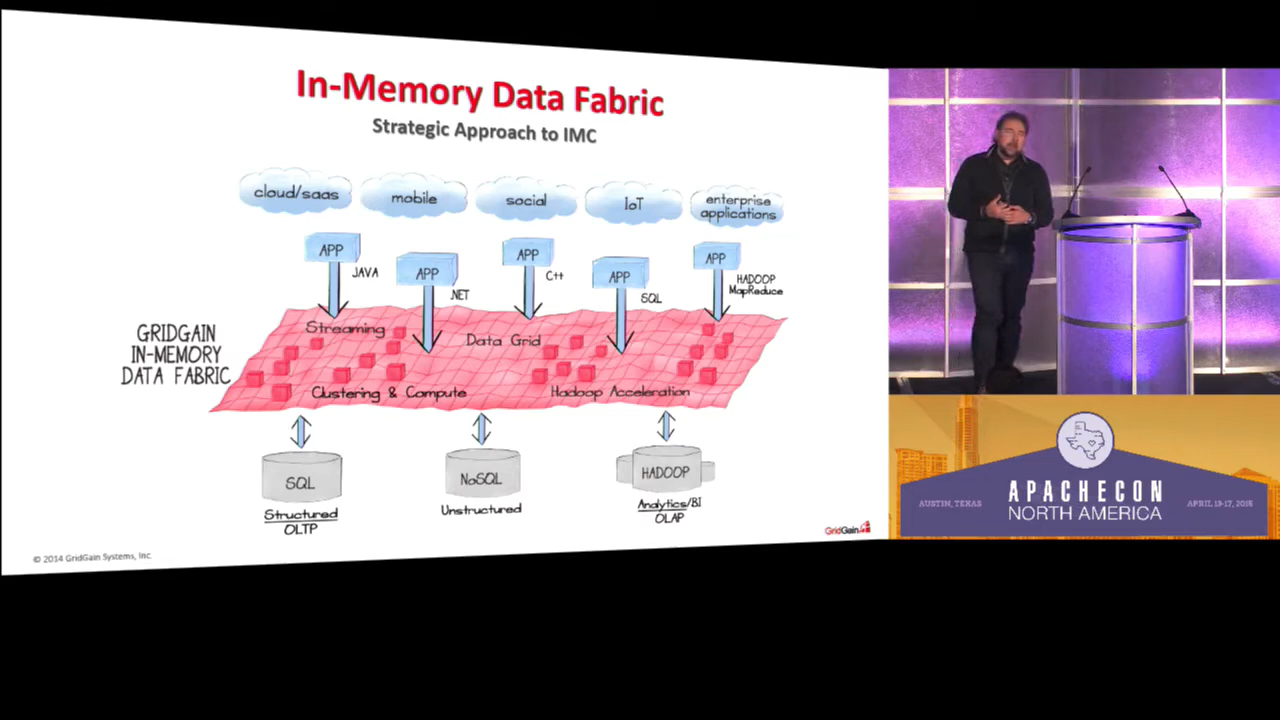 In-Memory Data Fabric
Strategic Approach to IMC
cloud/saas
mobile
social
IoT
enterprise
applications
APP
JAVA
APP
.NET
APP
C++
APP
SQL
APP
HADOOP
MapReduce
GRIDGAIN
IN-MEMORY
DATA FABRIC
Streaming
Data Grid
Clustering & Compute
Hadoop Acceleration
SQL
Structured
OLTP
NoSQL
Unstructured
HADOOP
Analytics/BI
OLAP
GridGain
© 2014 GridGain Systems, Inc.
AUSTIN, TEXAS
APACHECON
NORTH AMERICA
APRIL 13-17, 2015